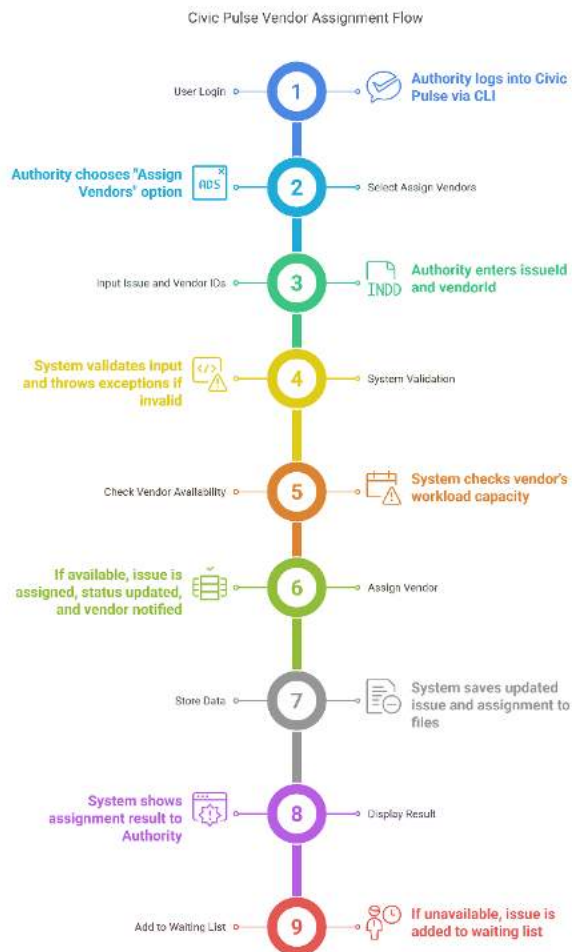 Civic Pulse Vendor Assignment Flow
User Login
1
Authority logs into Civic
Pulse via CLI
Authority chooses "Assign
Vendors" option
ADS
2
Select Assign Vendors
Input Issue and Vendor IDs
3
INDD
Authority enters issueId
and vendorId
System validates input
and throws exceptions if
invalid
</>
4
System Validation
Check Vendor Availability
5
System checks vendor's
workload capacity
If available, issue is
assigned, status updated,
and vendor notified
6
Assign Vendor
Store Data
7
System saves updated
issue and assignment to
files
System shows
assignment result to
Authority
8
Display Result
Add to Waiting List
9
If unavailable, issue is
added to waiting list